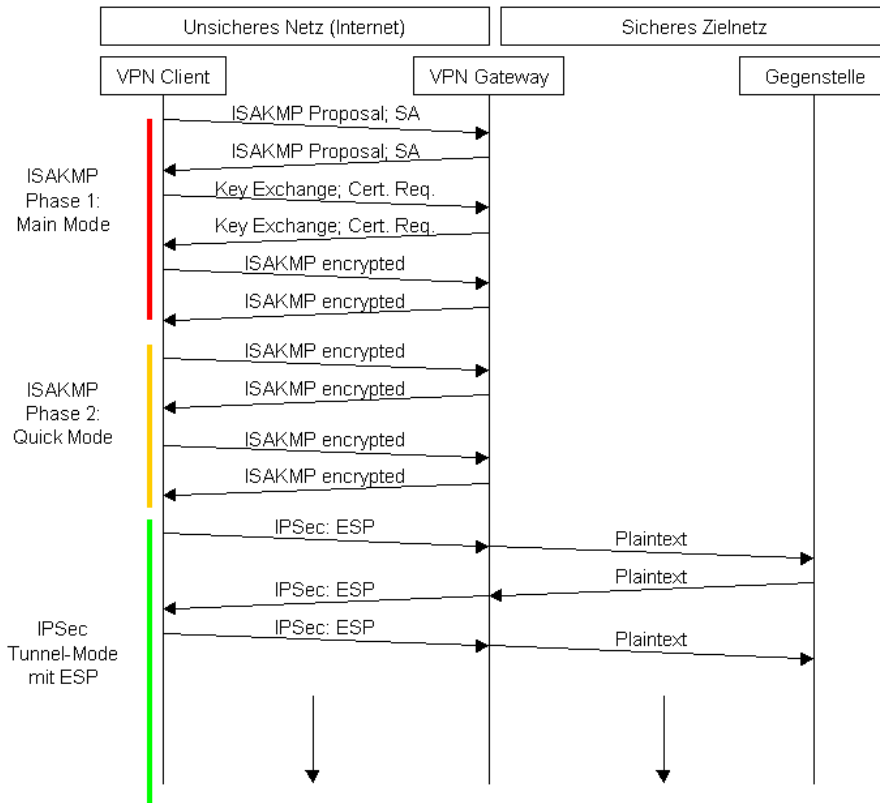 Unsicheres Netz (Internet)
Sicheres Zielnetz
VPN Client
VPN Gateway
Gegenstelle
ISAKMP Proposal; SA
ISAKMP Proposal; SA
ISAKMP
Phase 1:
Main Mode
Key Exchange; Cert. Req.
Key Exchange; Cert. Req.
ISAKMP encrypted
ISAKMP encrypted
ISAKMP encrypted
ISAKMP
Phase 2:
Quick Mode
ISAKMP encrypted
ISAKMP encrypted
ISAKMP encrypted
IPSec: ESP
Plaintext
IPSec: ESP
Plaintext
IPSec: ESP
Plaintext
IPSec
Tunnel-Mode
mit ESP